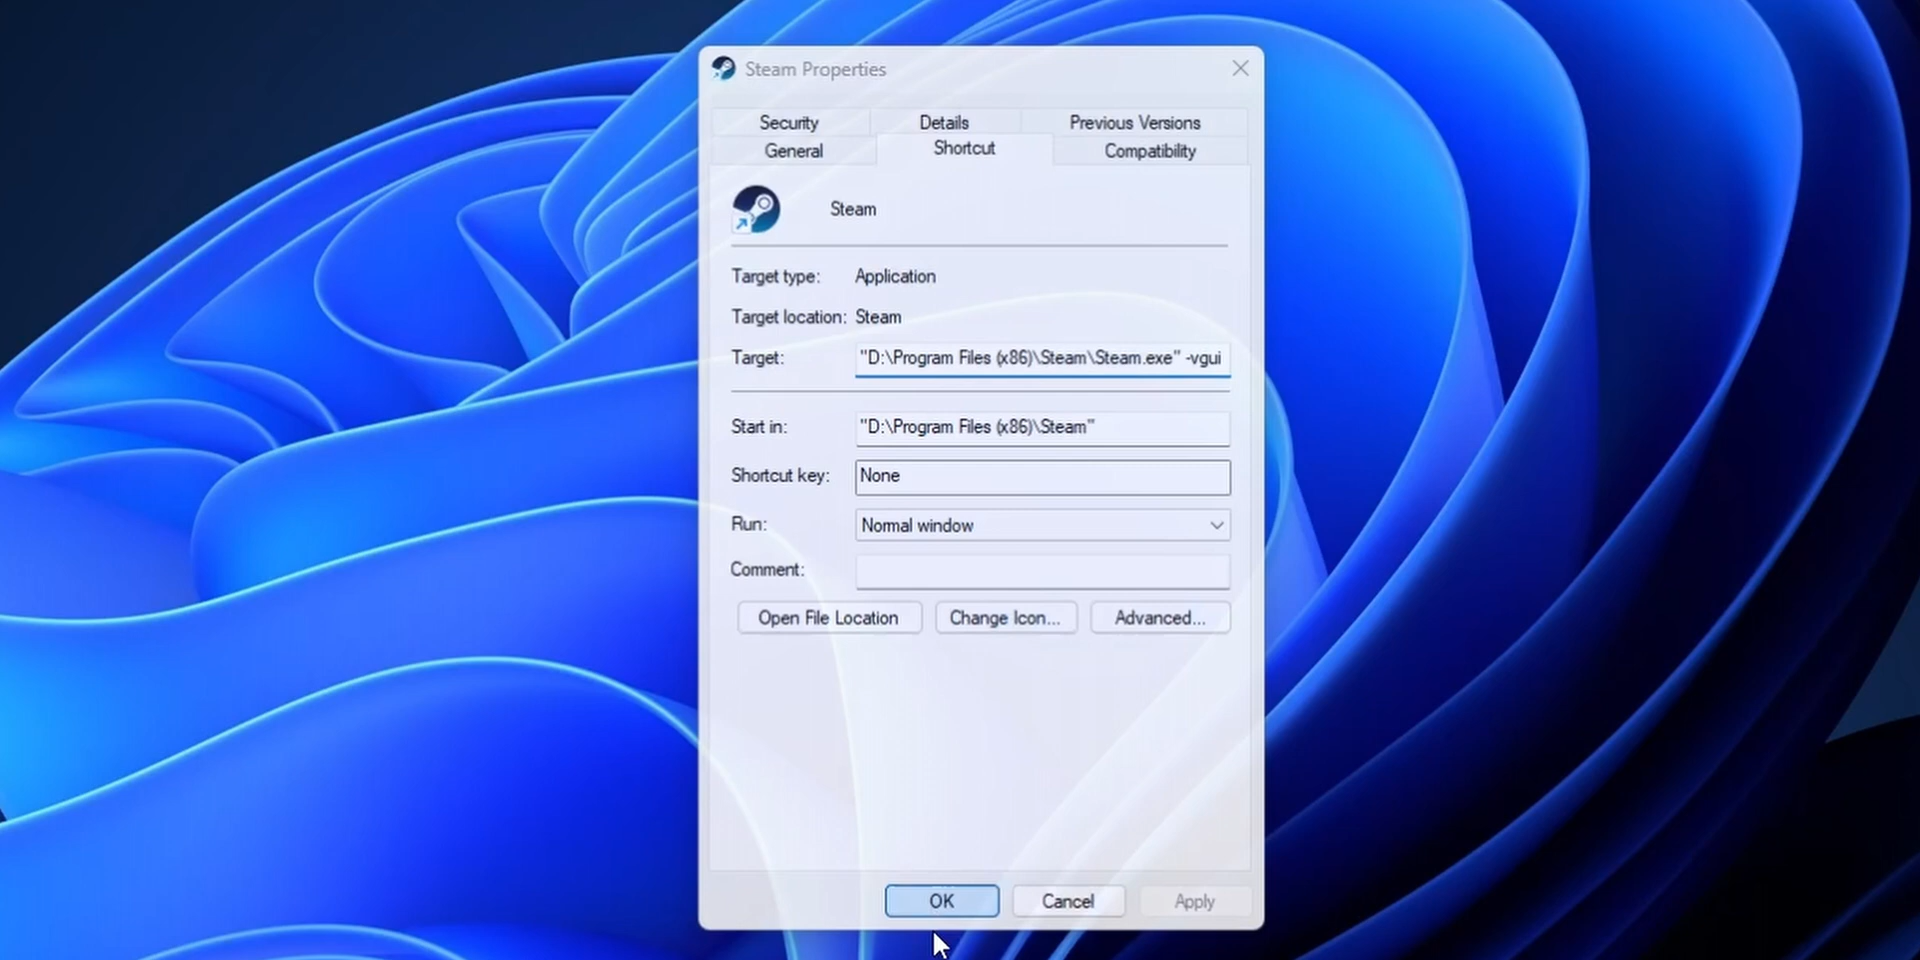 Steam Properties
Security
Details
Previous Versions
General
Shortcut
Compatibility
Steam
Target type: Application
Target location: Steam
Target: "D:\Program Files (x86)\Steam\Steam.exe" -vgui
Start in: "D:\Program Files (x86)\Steam"
Shortcut key: None
Run: Normal window
Comment:
Open File Location
Change Icon...
Advanced...
OK
Cancel
Apply